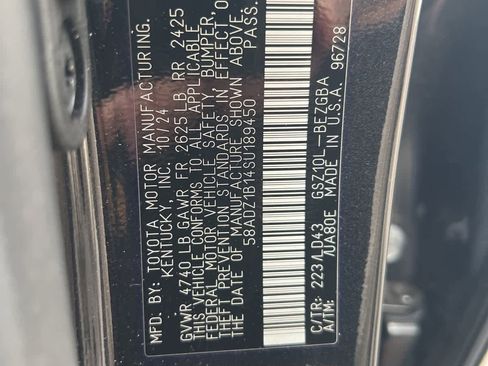 MFD. BY: TOYOTA MOTOR MANUFACTURING,
KENTUCKY, INC. 10/24
GVWR 4740 LB GAWR FR 2625 LB RR 2425
THIS VEHICLE CONFORMS TO ALL APPLICABLE
FEDERAL MOTOR VEHICLE SAFETY, BUMPER,
THEFT PREVENTION STANDARDS IN EFFECT ON
THE DATE OF MANUFACTURE SHOWN ABOVE.
58ADZ1B14SU189450 PASS.
C/TR: 223/LD43 GSZ10L-BEZGBA
A/TM: /UA80E MADE IN U.S.A. 96728